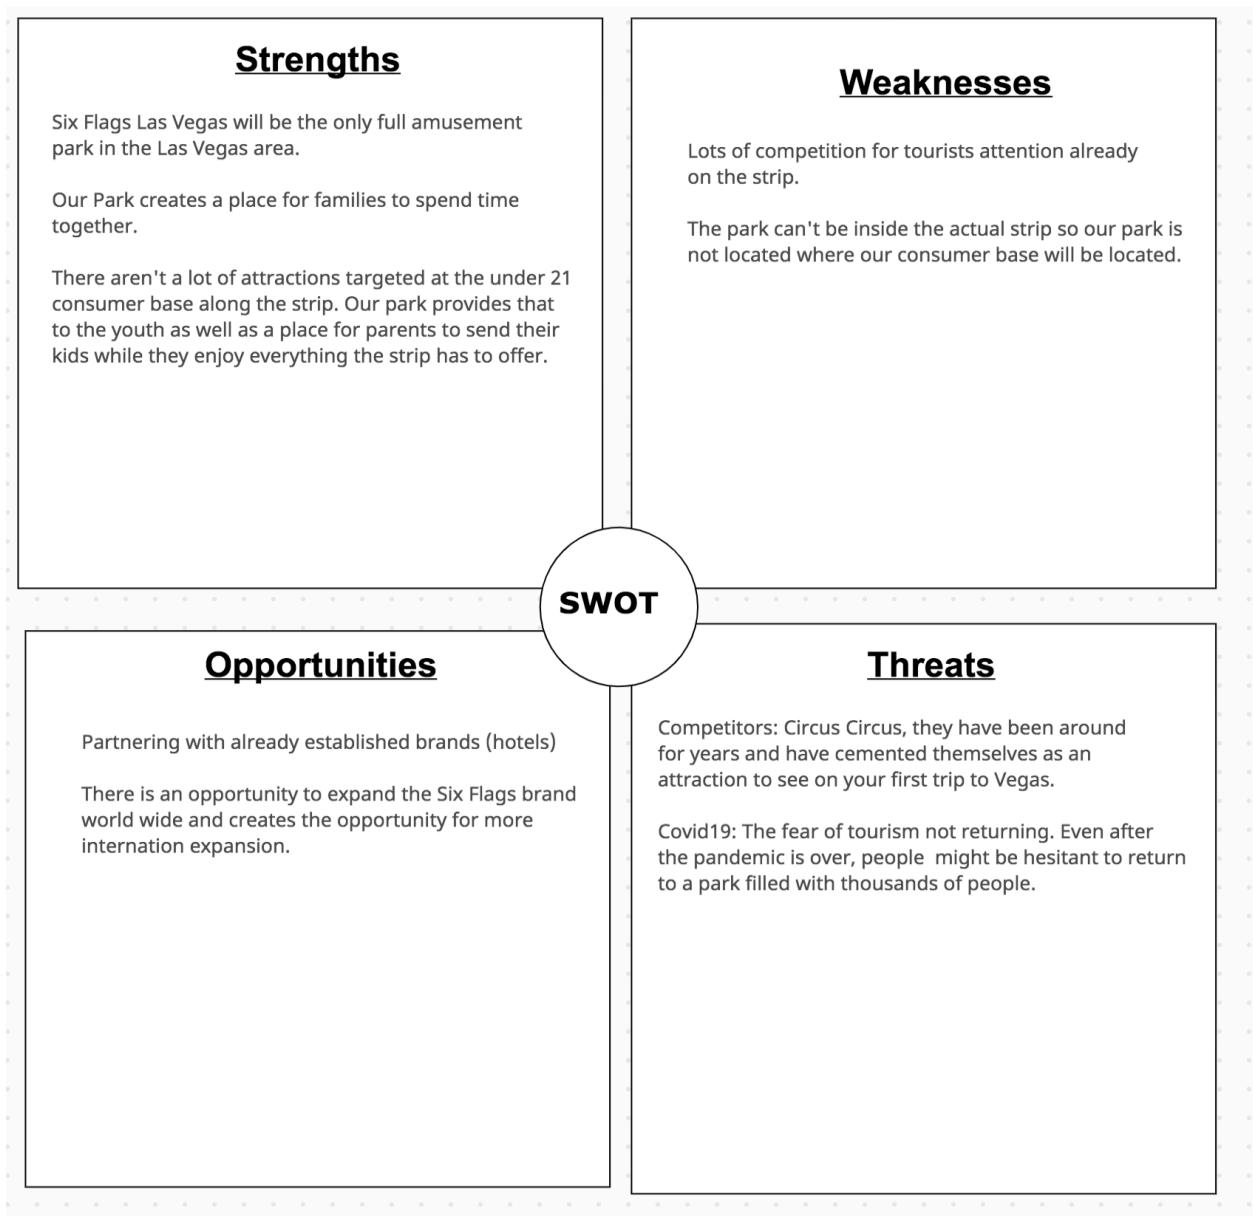 Strengths
Six Flags Las Vegas will be the only full amusement
park in the Las Vegas area.
Our Park creates a place for families to spend time
together.
There aren't a lot of attractions targeted at the under 21
consumer base along the strip. Our park provides that
to the youth as well as a place for parents to send their
kids while they enjoy everything the strip has to offer.
Weaknesses
Lots of competition for tourists attention already
on the strip.
The park can't be inside the actual strip so our park is
not located where our consumer base will be located.
SWOT
Opportunities
Partnering with already established brands (hotels)
There is an opportunity to expand the Six Flags brand
world wide and creates the opportunity for more
internation expansion.
Threats
Competitors: Circus Circus, they have been around
for years and have cemented themselves as an
attraction to see on your first trip to Vegas.
Covid19: The fear of tourism not returning. Even after
the pandemic is over, people  might be hesitant to return
to a park filled with thousands of people.